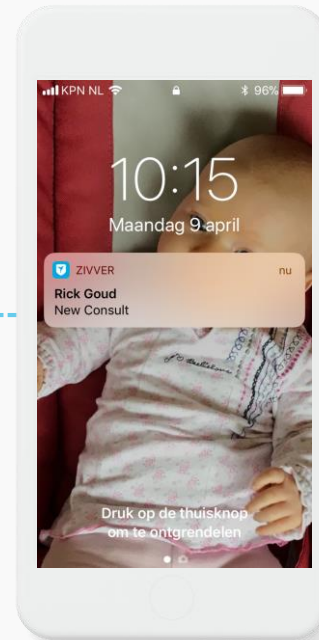 KPN NL 96%
10:15
Maandag 9 april
ZIVVER nu
Rick Goud
New Consult
Druk op de thuisknop
om te ontgrendelen